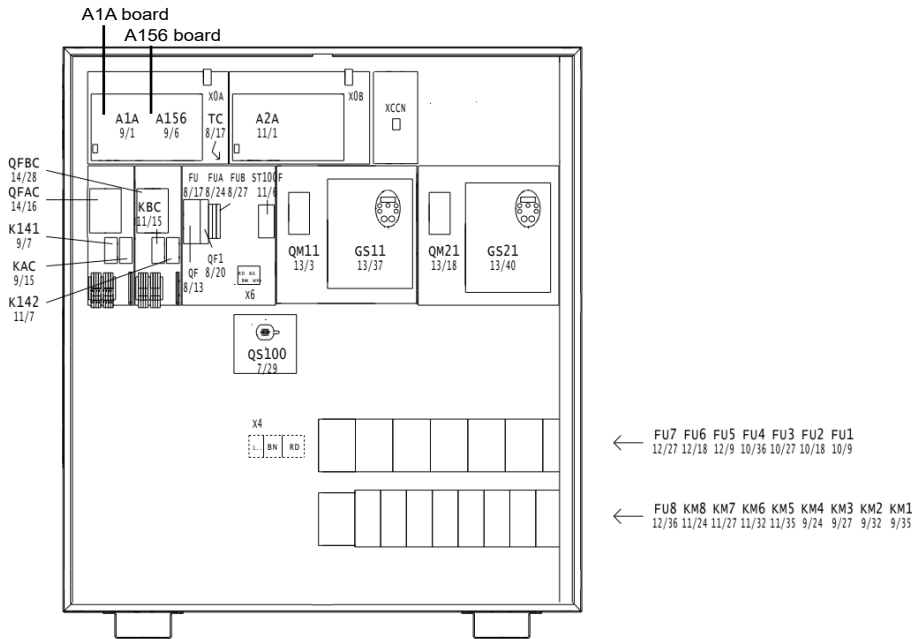 A1A board
A156 board
X0A
X0B
A1A A156 TC
9/1 9/6 8/17
A2A
11/1
XCCN
QFBC
14/28
QFAC
14/16
K141
9/7
KAC
9/15
K142
11/7
KBC
11/15
FU FUA FUB ST100F
8/17 8/24 8/27 11/6
QF1
8/20
QF
8/13
RD BK
X6
QM11
13/3
GS11
13/37
QM21
13/18
GS21
13/40
QS100
7/29
X4
1.. BN RD
FU7 FU6 FU5 FU4 FU3 FU2 FU1
12/27 12/18 12/9 10/36 10/27 10/18 10/9
FU8 KM8 KM7 KM6 KM5 KM4 KM3 KM2 KM1
12/36 11/24 11/27 11/32 11/35 9/24 9/27 9/32 9/35